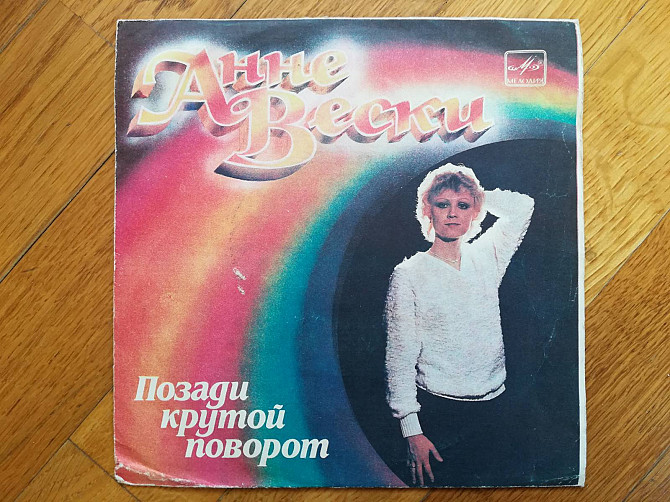 Анне
Вески
МЕЛОДИЯ
Позади
крутой
поворот